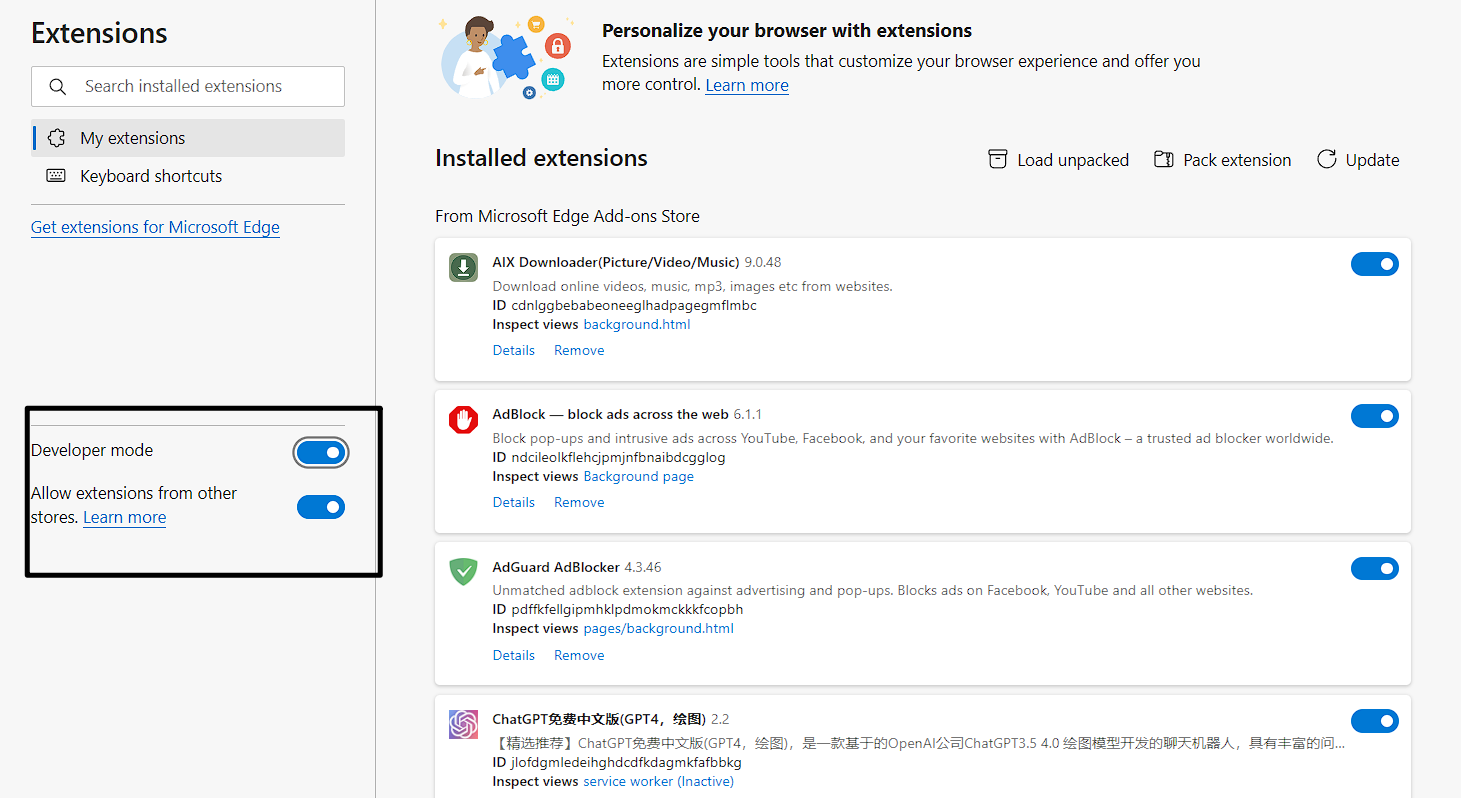 Extensions
Search installed extensions
My extensions
Keyboard shortcuts
Get extensions for Microsoft Edge
Developer mode
Allow extensions from other
stores. Learn more
Personalize your browser with extensions
Extensions are simple tools that customize your browser experience and offer you
more control. Learn more
Installed extensions
Load unpacked
Pack extension
Update
From Microsoft Edge Add-ons Store
AIX Downloader(Picture/Video/Music) 9.0.48
Download online videos, music, mp3, images etc from websites.
ID cdnlggbebabeoneeglhadpagegmflmbc
Inspect views background.html
Details Remove
AdBlock — block ads across the web 6.1.1
Block pop-ups and intrusive ads across YouTube, Facebook, and your favorite websites with AdBlock – a trusted ad blocker worldwide.
ID ndcileolkflehcjpmjnfbnaibdcgglog
Inspect views Background page
Details Remove
AdGuard AdBlocker 4.3.46
Unmatched adblock extension against advertising and pop-ups. Blocks ads on Facebook, YouTube and all other websites.
ID pdffkfellgipmhklpdmokmckkkfcopbh
Inspect views pages/background.html
Details Remove
ChatGPT免费中文版(GPT4，绘图) 2.2
【精选推荐】ChatGPT免费中文版(GPT4，绘图)，是一款基于的OpenAI公司ChatGPT3.5 4.0 绘图模型开发的聊天机器人，具有丰富的问...
ID jlofdgmledeihghdcdfkdagmkfafbbkg
Inspect views service worker (Inactive)